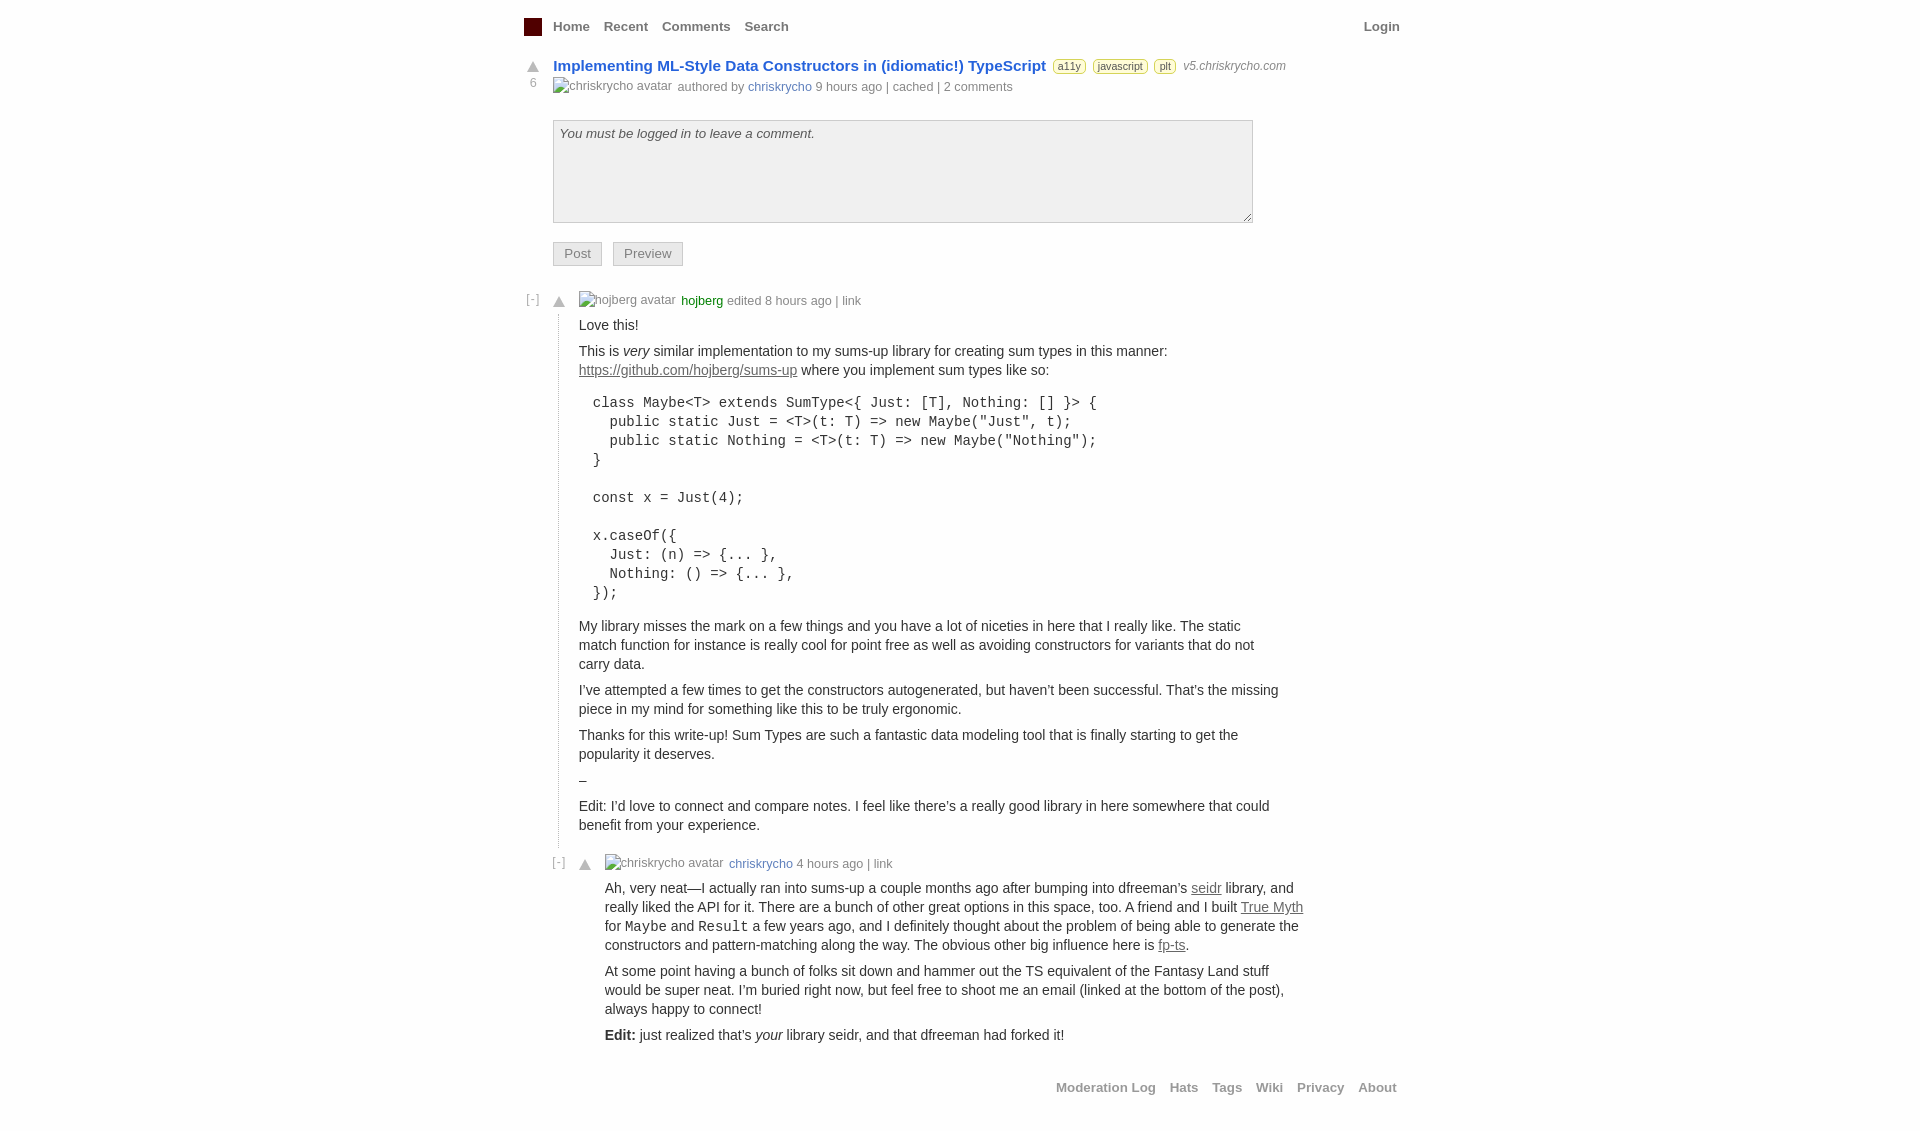 Home Recent Comments Search Login
Implementing ML-Style Data Constructors in (idiomatic!) TypeScript a11y javascript plt v5.chriskrycho.com
6
chriskrycho avatar authored by chriskrycho 9 hours ago | cached | 2 comments
You must be logged in to leave a comment.
Post Preview
[-] hojberg avatar hojberg edited 8 hours ago | link
Love this!
This is very similar implementation to my sums-up library for creating sum types in this manner:
https://github.com/hojberg/sums-up where you implement sum types like so:
class Maybe<T> extends SumType<{ Just: [T], Nothing: [] }> {
  public static Just = <T>(t: T) => new Maybe("Just", t);
  public static Nothing = <T>(t: T) => new Maybe("Nothing");
}
const x = Just(4);
x.caseOf({
  Just: (n) => {... },
  Nothing: () => {... },
});
My library misses the mark on a few things and you have a lot of niceties in here that I really like. The static
match function for instance is really cool for point free as well as avoiding constructors for variants that do not
carry data.
I’ve attempted a few times to get the constructors autogenerated, but haven’t been successful. That’s the missing
piece in my mind for something like this to be truly ergonomic.
Thanks for this write-up! Sum Types are such a fantastic data modeling tool that is finally starting to get the
popularity it deserves.
–
Edit: I’d love to connect and compare notes. I feel like there’s a really good library in here somewhere that could
benefit from your experience.
[-] chriskrycho avatar chriskrycho 4 hours ago | link
Ah, very neat—I actually ran into sums-up a couple months ago after bumping into dfreeman’s seidr library, and
really liked the API for it. There are a bunch of other great options in this space, too. A friend and I built True Myth
for Maybe and Result a few years ago, and I definitely thought about the problem of being able to generate the
constructors and pattern-matching along the way. The obvious other big influence here is fp-ts.
At some point having a bunch of folks sit down and hammer out the TS equivalent of the Fantasy Land stuff
would be super neat. I’m buried right now, but feel free to shoot me an email (linked at the bottom of the post),
always happy to connect!
Edit: just realized that’s your library seidr, and that dfreeman had forked it!
Moderation Log Hats Tags Wiki Privacy About